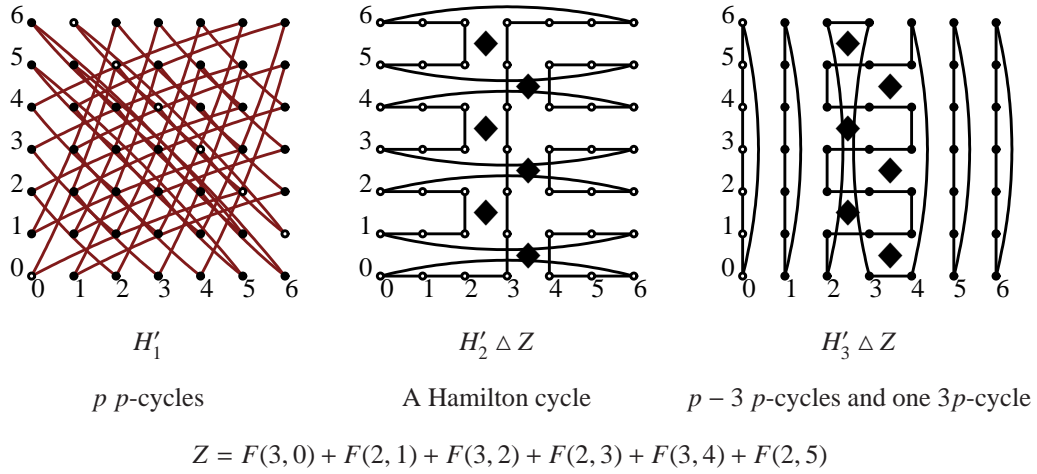 6 6 6
5 5 5
4 4 4
3 3 3
2 2 2
1 1 1
0 0 0
0 1 2 3 4 5 6 0 1 2 3 4 5 6 0 1 2 3 4 5 6
H′₁ H′₂ △ Z H′₃ △ Z
p p-cycles A Hamilton cycle p − 3 p-cycles and one 3p-cycle
Z = F(3, 0) + F(2, 1) + F(3, 2) + F(2, 3) + F(3, 4) + F(2, 5)